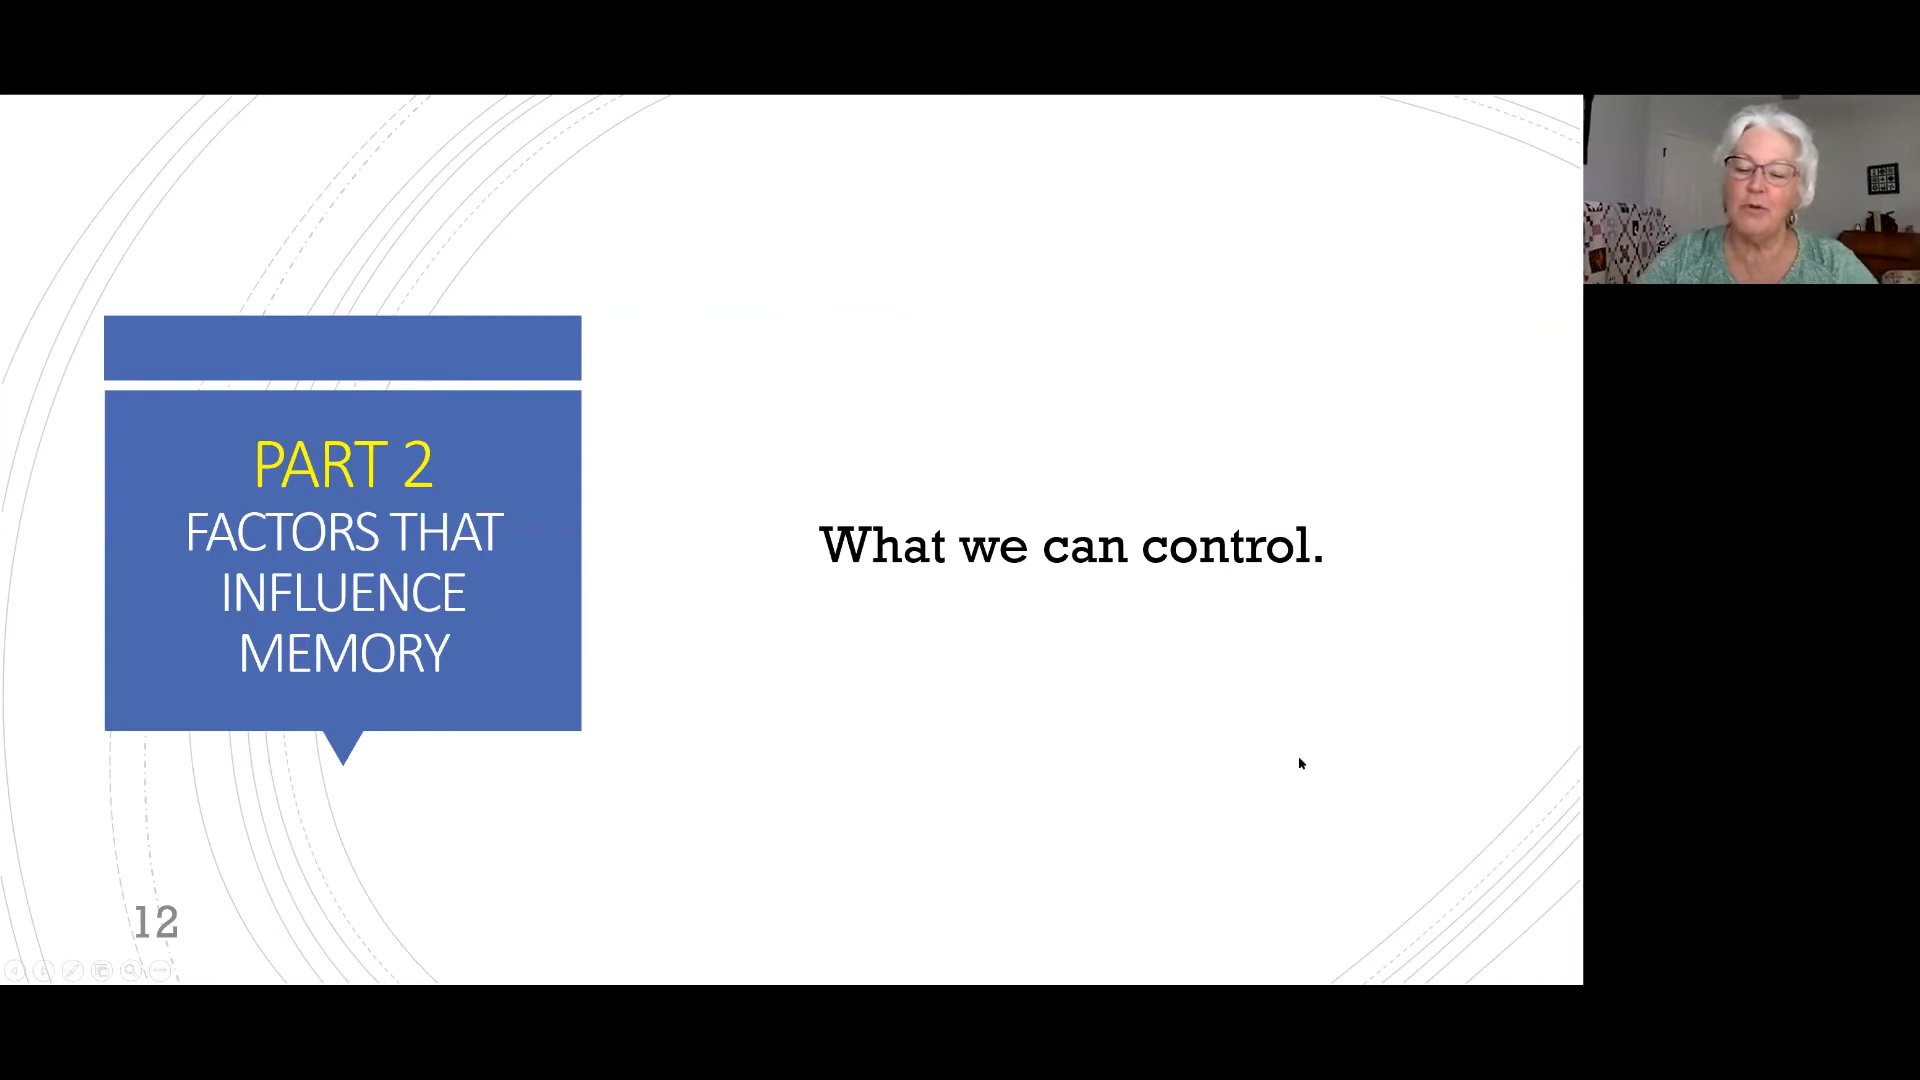 PART 2
FACTORS THAT
INFLUENCE
MEMORY
What we can control.
12